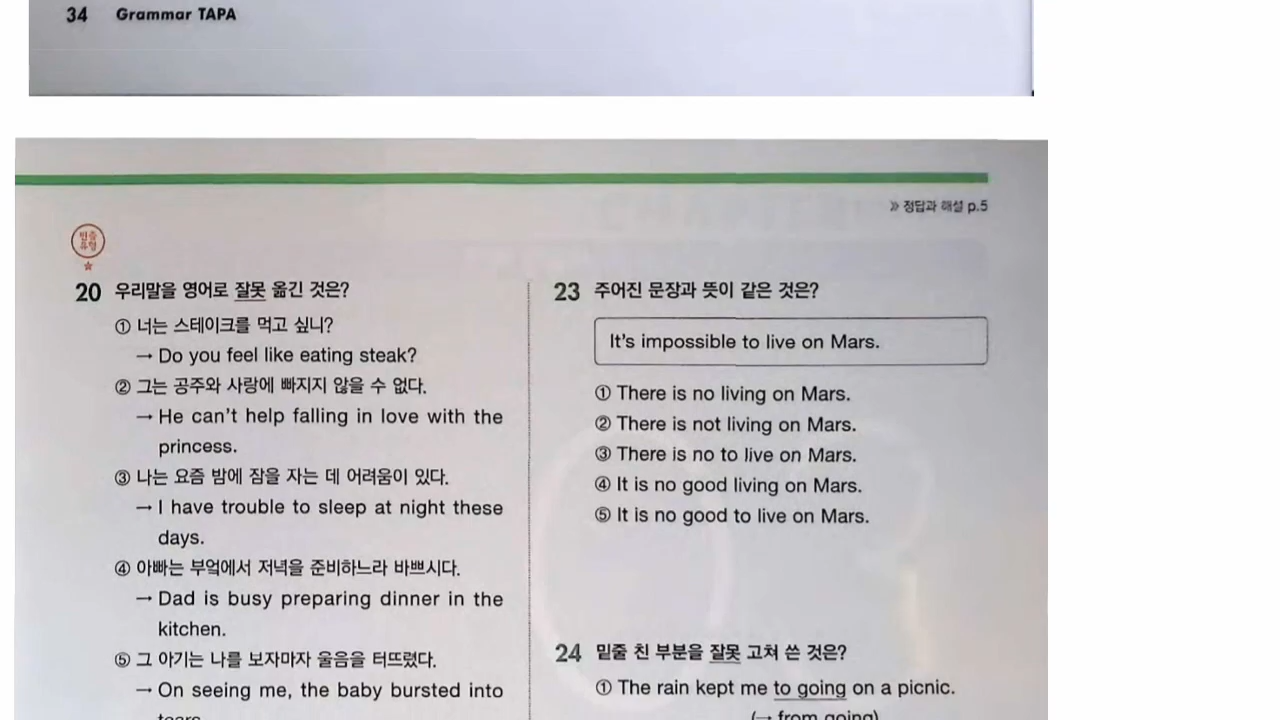 34 Grammar TAPA
» 정답과 해설 p.5
빈출
유형
20 우리말을 영어로 잘못 옮긴 것은?
① 너는 스테이크를 먹고 싶니?
→ Do you feel like eating steak?
② 그는 공주와 사랑에 빠지지 않을 수 없다.
→ He can't help falling in love with the
princess.
③ 나는 요즘 밤에 잠을 자는 데 어려움이 있다.
→ I have trouble to sleep at night these
days.
④ 아빠는 부엌에서 저녁을 준비하느라 바쁘시다.
→ Dad is busy preparing dinner in the
kitchen.
⑤ 그 아기는 나를 보자마자 울음을 터뜨렸다.
→ On seeing me, the baby bursted into
tears.
23 주어진 문장과 뜻이 같은 것은?
It's impossible to live on Mars.
① There is no living on Mars.
② There is not living on Mars.
③ There is no to live on Mars.
④ It is no good living on Mars.
⑤ It is no good to live on Mars.
24 밑줄 친 부분을 잘못 고쳐 쓴 것은?
① The rain kept me to going on a picnic.
(→ from going)